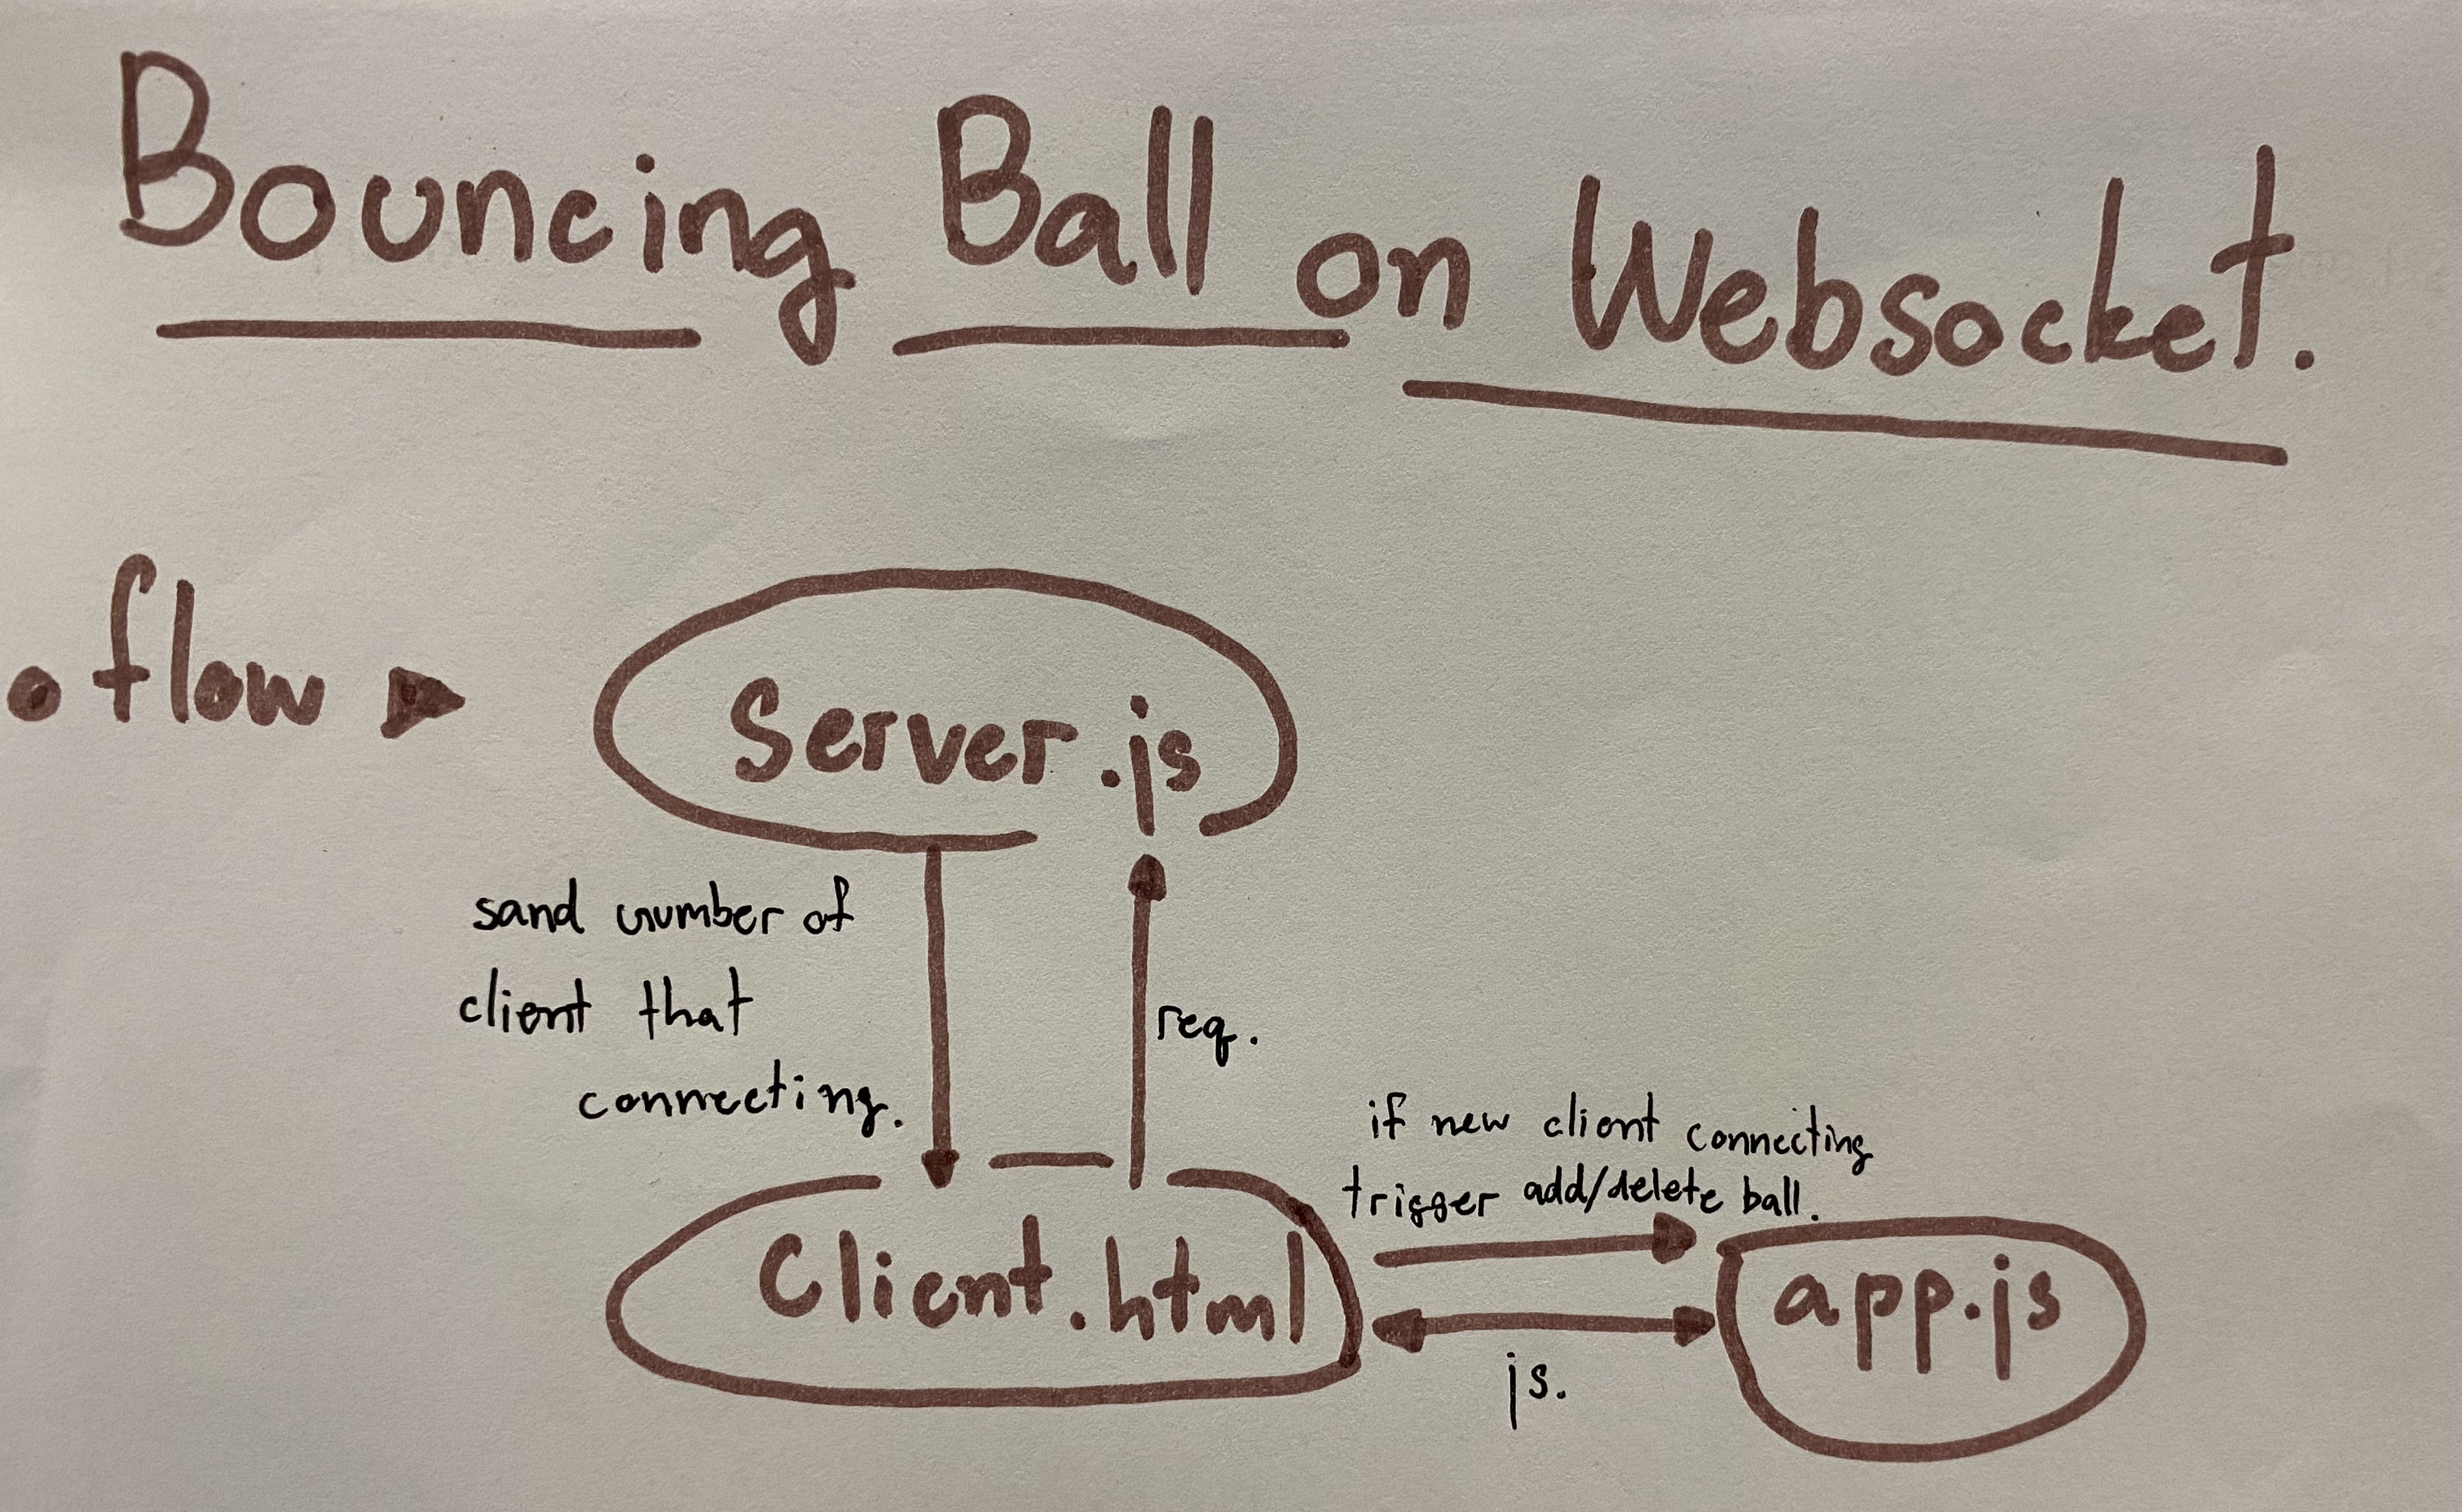 Bouncing Ball on Websocket.
flow
Server.js
sand number of
client that
connecting.
req.
if new client connecting
trigger add/delete ball.
Client.html
app.js
js.